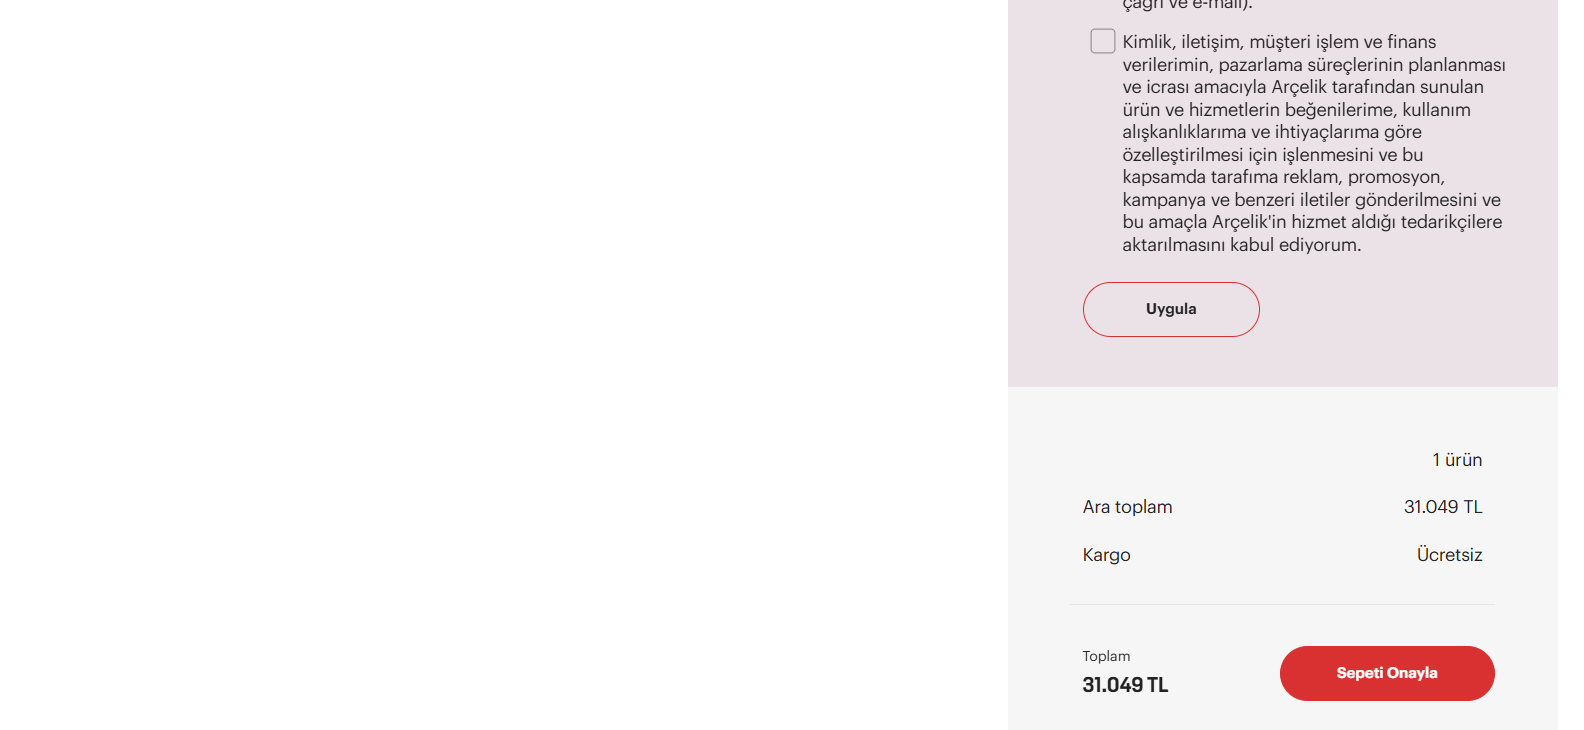 çağrı ve e-mail).
Kimlik, iletişim, müşteri işlem ve finans
verilerimin, pazarlama süreçlerinin planlanması
ve icrası amacıyla Arçelik tarafından sunulan
ürün ve hizmetlerin beğenilerime, kullanım
alışkanlıklarıma ve ihtiyaçlarıma göre
özelleştirilmesi için işlenmesini ve bu
kapsamda tarafıma reklam, promosyon,
kampanya ve benzeri iletiler gönderilmesini ve
bu amaçla Arçelik'in hizmet aldığı tedarikçilere
aktarılmasını kabul ediyorum.
Uygula
1 ürün
Ara toplam 31.049 TL
Kargo Ücretsiz
Toplam
31.049 TL
Sepeti Onayla